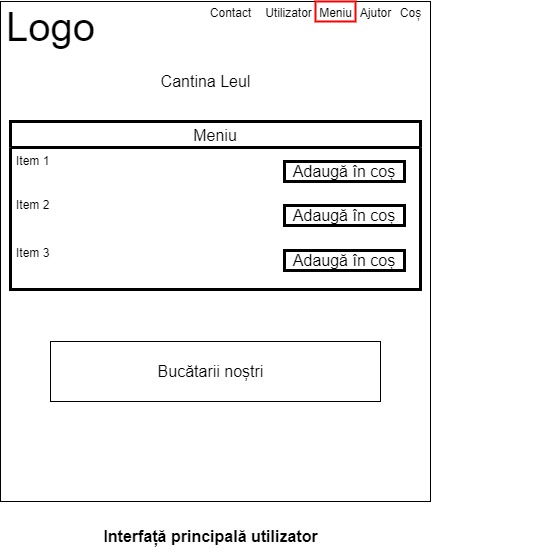 Logo
Contact Utilizator Meniu Ajutor Coș
Cantina Leul
Meniu
Item 1
Adaugă în coș
Item 2
Adaugă în coș
Item 3
Adaugă în coș
Bucătarii noștri
Interfață principală utilizator